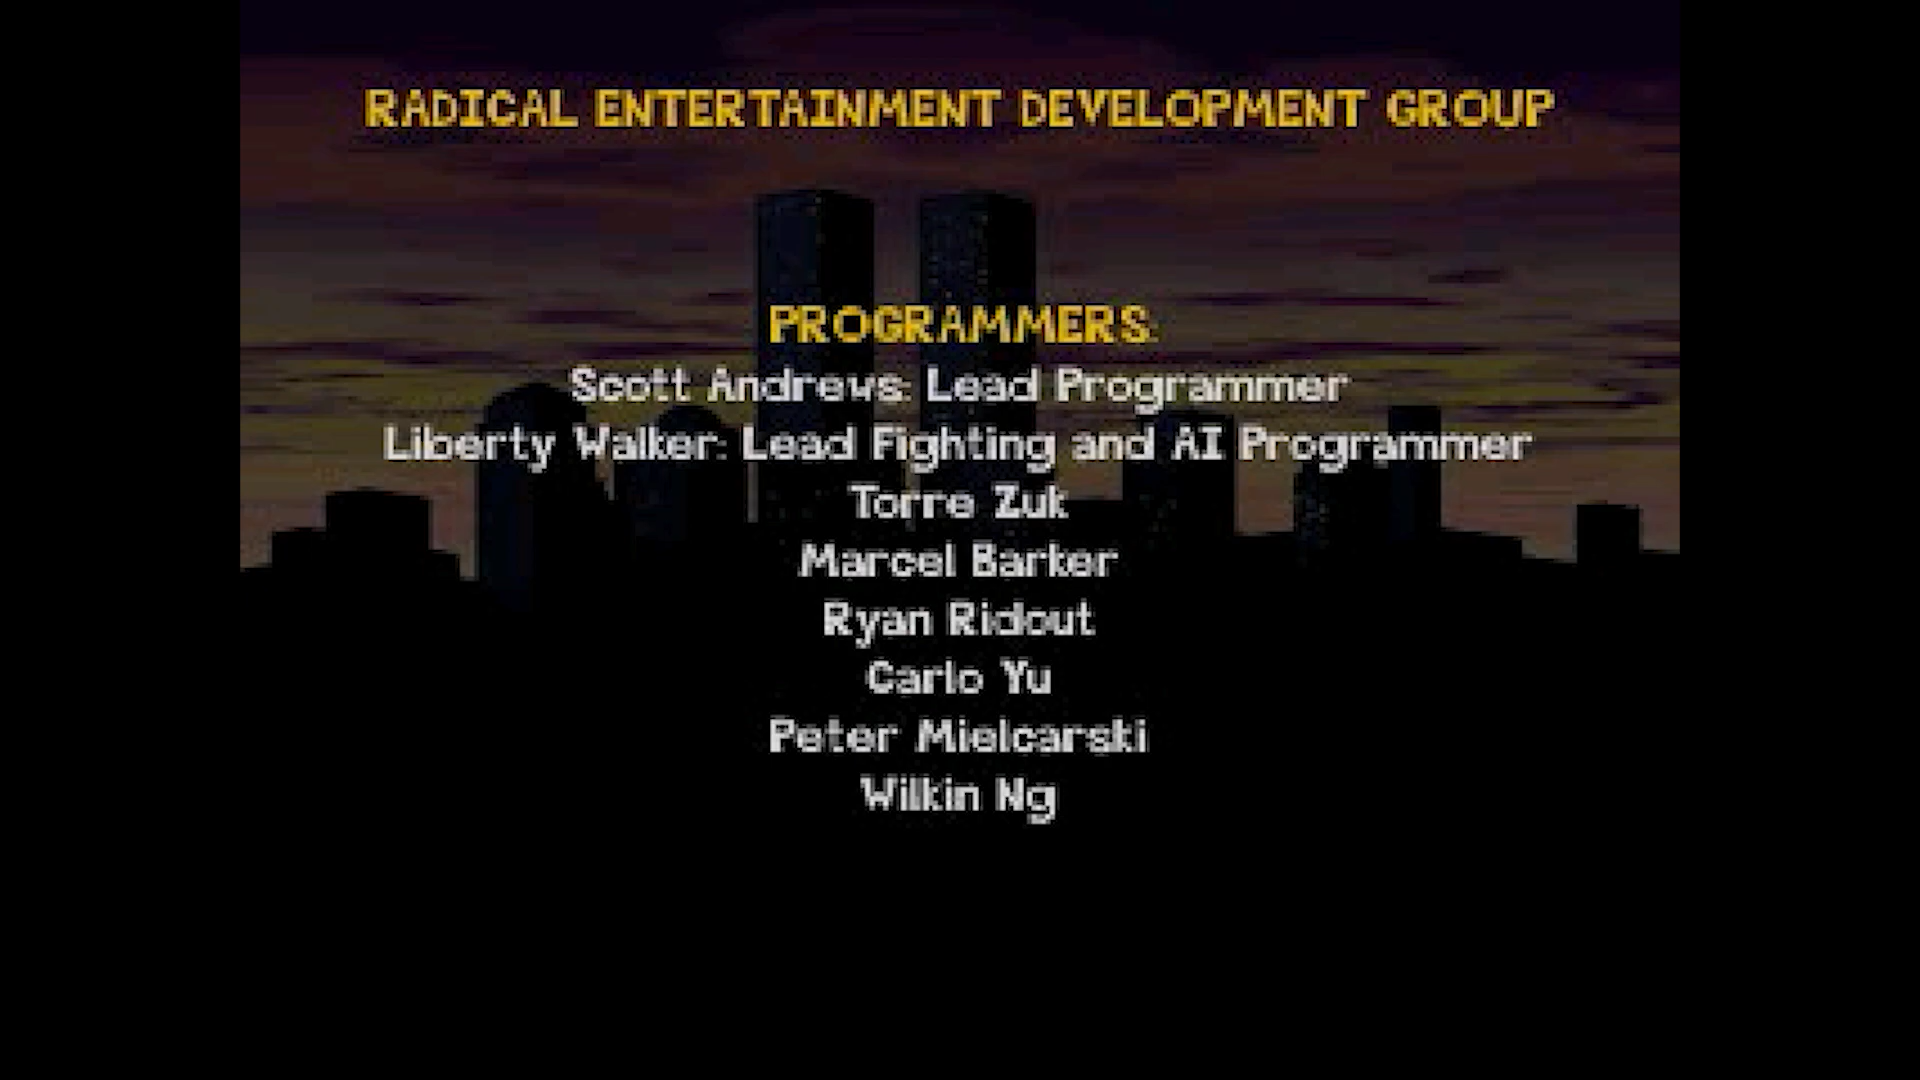 RADICAL ENTERTAINMENT DEVELOPMENT GROUP
PROGRAMMERS
Scott Andrews: Lead Programmer
Liberty Walker: Lead Fighting and AI Programmer
Torre Zuk
Marcel Barker
Ryan Ridout
Carlo Yu
Peter Mielcarski
Wilkin Ng